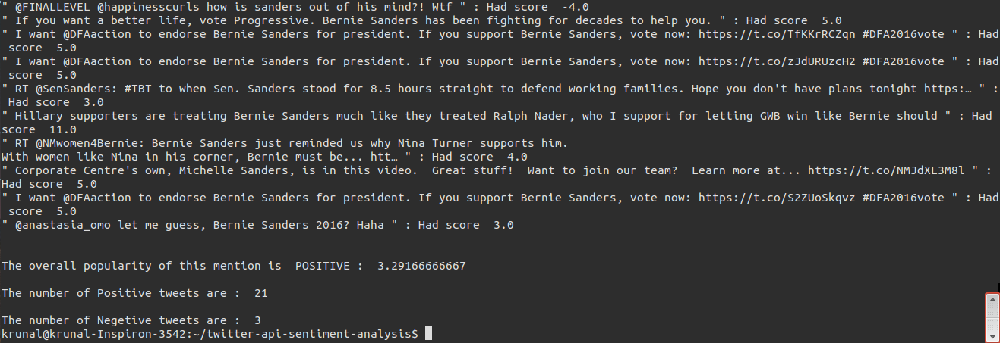 " @FINALLEVEL @happinesscurls how is sanders out of his mind?! Wtf " : Had score  -4.0
" If you want a better life, vote Progressive. Bernie Sanders has been fighting for decades to help you. " : Had score  5.0
" I want @DFAaction to endorse Bernie Sanders for president. If you support Bernie Sanders, vote now: https://t.co/TfKKrRCZqn #DFA2016vote " : Had
 score  5.0
" I want @DFAaction to endorse Bernie Sanders for president. If you support Bernie Sanders, vote now: https://t.co/zJdURUzcH2 #DFA2016vote " : Had
 score  5.0
" RT @SenSanders: #TBT to when Sen. Sanders stood for 8.5 hours straight to defend working families. Hope you don't have plans tonight https:… " :
 Had score  3.0
" Hillary supporters are treating Bernie Sanders much like they treated Ralph Nader, who I support for letting GWB win like Bernie should " : Had
score  11.0
" RT @NMwomen4Bernie: Bernie Sanders just reminded us why Nina Turner supports him.
With women like Nina in his corner, Bernie must be... htt… " : Had score  4.0
" Corporate Centre's own, Michelle Sanders, is in this video.  Great stuff!  Want to join our team?  Learn more at... https://t.co/NMJdXL3M8l " :
Had score  5.0
" I want @DFAaction to endorse Bernie Sanders for president. If you support Bernie Sanders, vote now: https://t.co/S2ZUoSkqvz #DFA2016vote " : Had
 score  5.0
" @anastasia_omo let me guess, Bernie Sanders 2016? Haha " : Had score  3.0
The overall popularity of this mention is  POSITIVE :  3.29166666667
The number of Positive tweets are :  21
The number of Negetive tweets are :  3
krunal@krunal-Inspiron-3542:~/twitter-api-sentiment-analysis$